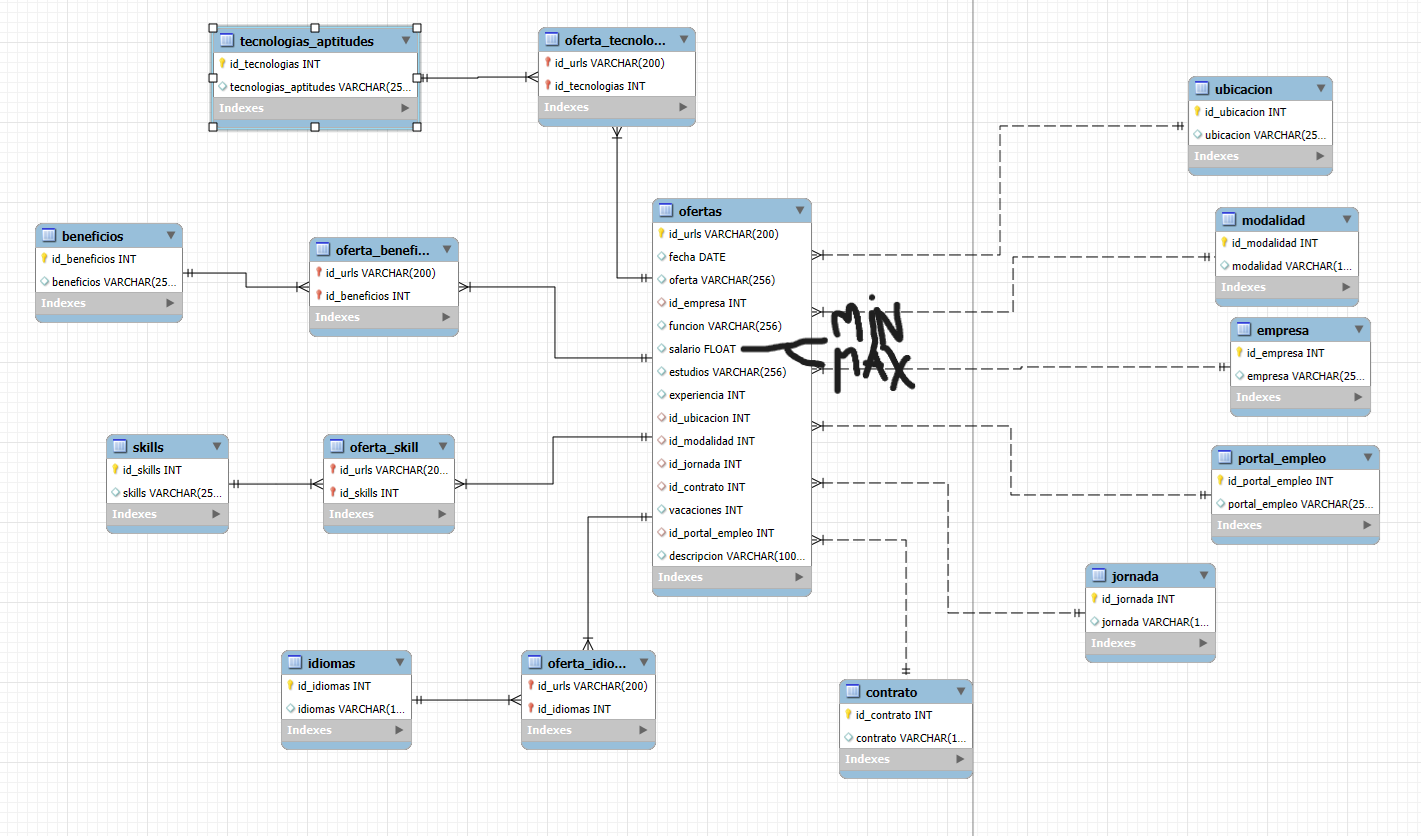 tecnologias_aptitudes
id_tecnologias INT
tecnologias_aptitudes VARCHAR(25...
Indexes
oferta_tecnolo...
id_urls VARCHAR(200)
id_tecnologias INT
Indexes
ubicacion
id_ubicacion INT
ubicacion VARCHAR(25...
Indexes
beneficios
id_beneficios INT
beneficios VARCHAR(25...
Indexes
oferta_benefi...
id_urls VARCHAR(200)
id_beneficios INT
Indexes
ofertas
id_urls VARCHAR(200)
fecha DATE
oferta VARCHAR(256)
id_empresa INT
funcion VARCHAR(256)
salario FLOAT
estudios VARCHAR(256)
experiencia INT
id_ubicacion INT
id_modalidad INT
id_jornada INT
id_contrato INT
vacaciones INT
id_portal_empleo INT
descripcion VARCHAR(100...
Indexes
MiN
MAX
modalidad
id_modalidad INT
modalidad VARCHAR(1...
Indexes
empresa
id_empresa INT
empresa VARCHAR(25...
Indexes
skills
id_skills INT
skills VARCHAR(25...
Indexes
oferta_skill
id_urls VARCHAR(20...
id_skills INT
Indexes
portal_empleo
id_portal_empleo INT
portal_empleo VARCHAR(25...
Indexes
jornada
id_jornada INT
jornada VARCHAR(1...
Indexes
idiomas
id_idiomas INT
idiomas VARCHAR(1...
Indexes
oferta_idio...
id_urls VARCHAR(200)
id_idiomas INT
Indexes
contrato
id_contrato INT
contrato VARCHAR(1...
Indexes